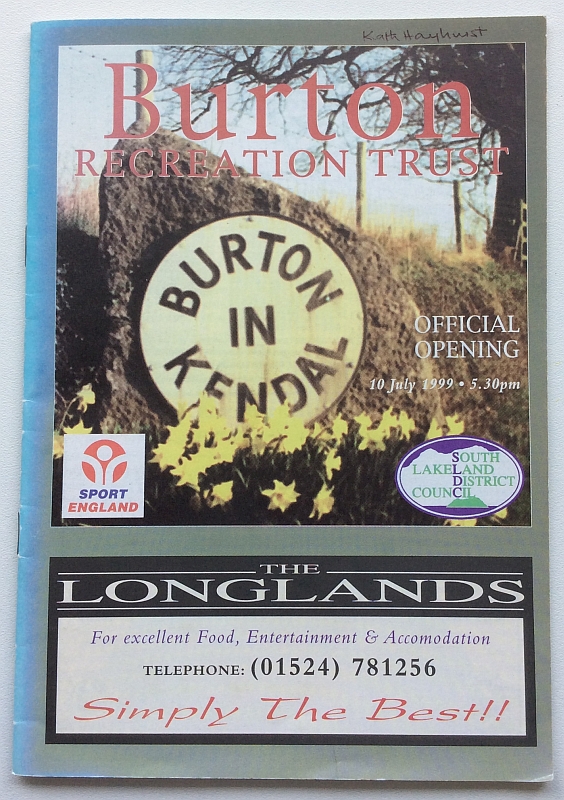 Kath Hayhurst
Burton
RECREATION TRUST
BURTON
IN
KENDAL
OFFICIAL
OPENING
10 July 1999 • 5.30pm
SPORT
ENGLAND
SOUTH
LAKELAND
DISTRICT
COUNCIL
THE
LONGLANDS
For excellent Food, Entertainment & Accomodation
TELEPHONE: (01524) 781256
Simply The Best!!